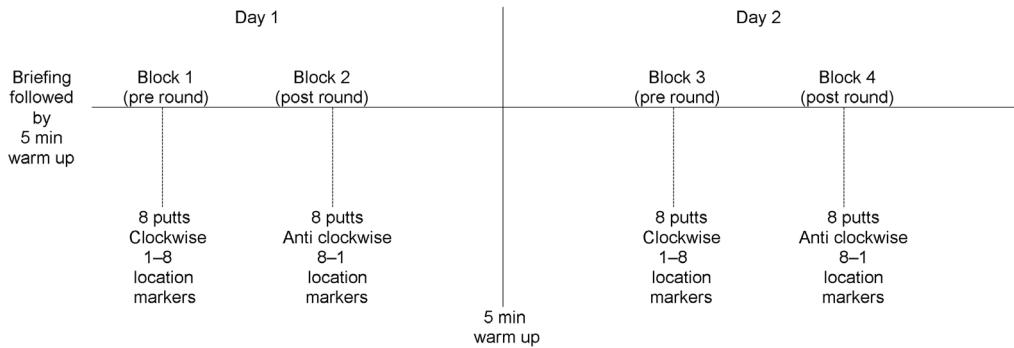 Day 1
Day 2
Briefing
followed
by
5 min
warm up
Block 1
(pre round)
Block 2
(post round)
Block 3
(pre round)
Block 4
(post round)
8 putts
Clockwise
1–8
location
markers
8 putts
Anti clockwise
8–1
location
markers
8 putts
Clockwise
1–8
location
markers
8 putts
Anti clockwise
8–1
location
markers
5 min
warm up